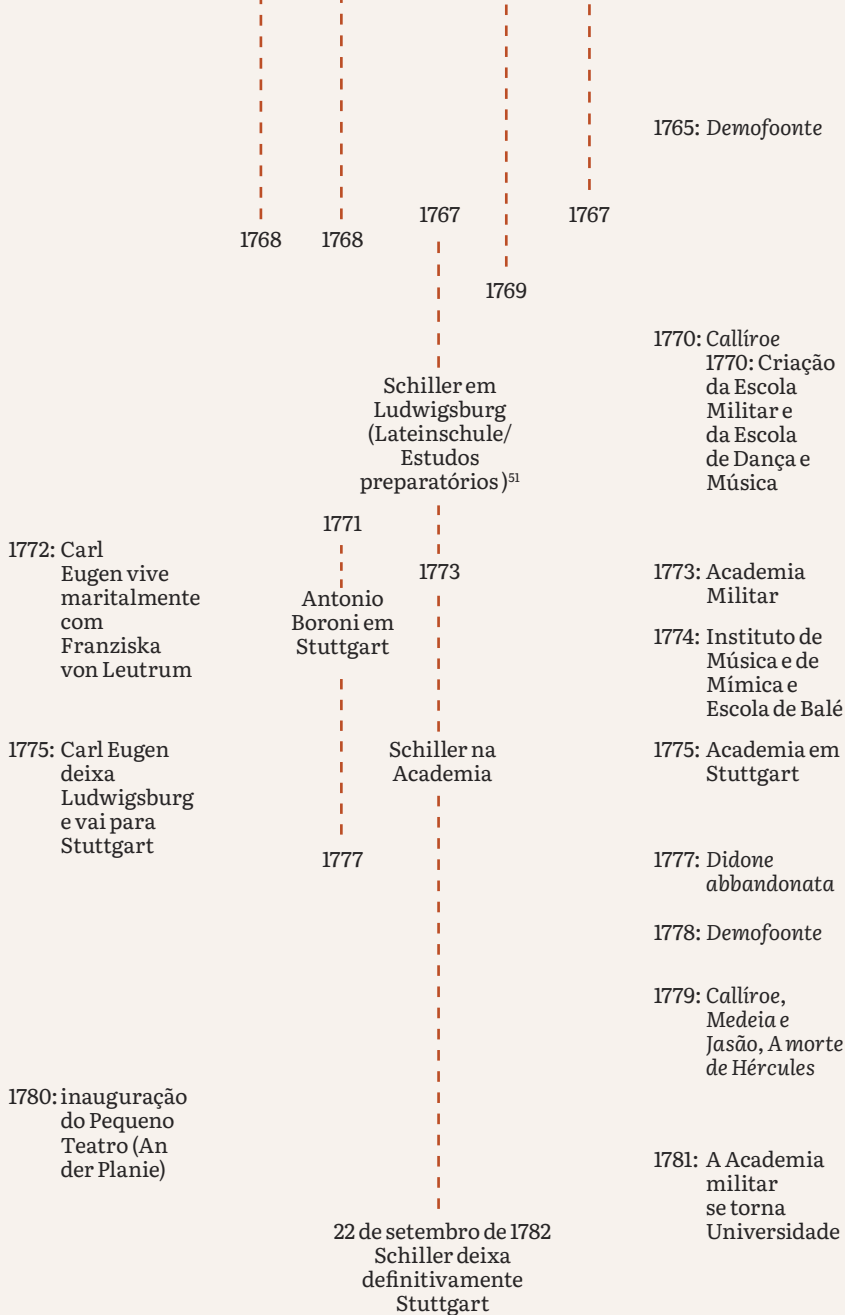 1765: Demofoonte
1767
1767
1768
1768
1769
1770: Callíroe
1770: Criação
da Escola
Militar e
da Escola
de Dança e
Música
Schiller em
Ludwigsburg
(Lateinschule/
Estudos
preparatórios)⁵¹
1771
1772: Carl
Eugen vive
maritalmente
com
Franziska
von Leutrum
Antonio
Boroni em
Stuttgart
1773
1773: Academia
Militar
1774: Instituto de
Música e de
Mímica e
Escola de Balé
1775: Carl Eugen
deixa
Ludwigsburg
e vai para
Stuttgart
Schiller na
Academia
1775: Academia em
Stuttgart
1777
1777: Didone
abbandonata
1778: Demofoonte
1779: Callíroe,
Medeia e
Jasão, A morte
de Hércules
1780: inauguração
do Pequeno
Teatro (An
der Planie)
1781: A Academia
militar
se torna
Universidade
22 de setembro de 1782
Schiller deixa
definitivamente
Stuttgart